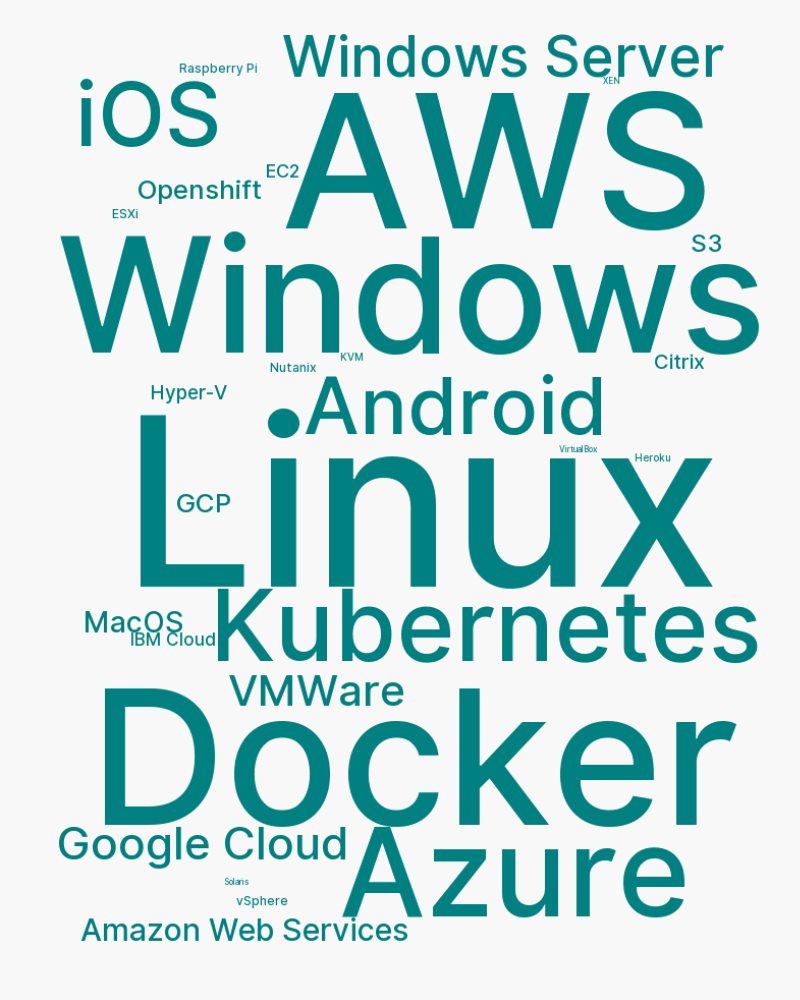 Windows Server
Raspberry Pi
XEN
iOS
AWS
EC2
Openshift
ESXi
S3
Windows
KVM
Citrix
Nutanix
Hyper-V
Android
VirtualBox
Heroku
Linux
GCP
MacOS
Kubernetes
IBM Cloud
VMWare
Docker
Google Cloud
Azure
Solaris
vSphere
Amazon Web Services